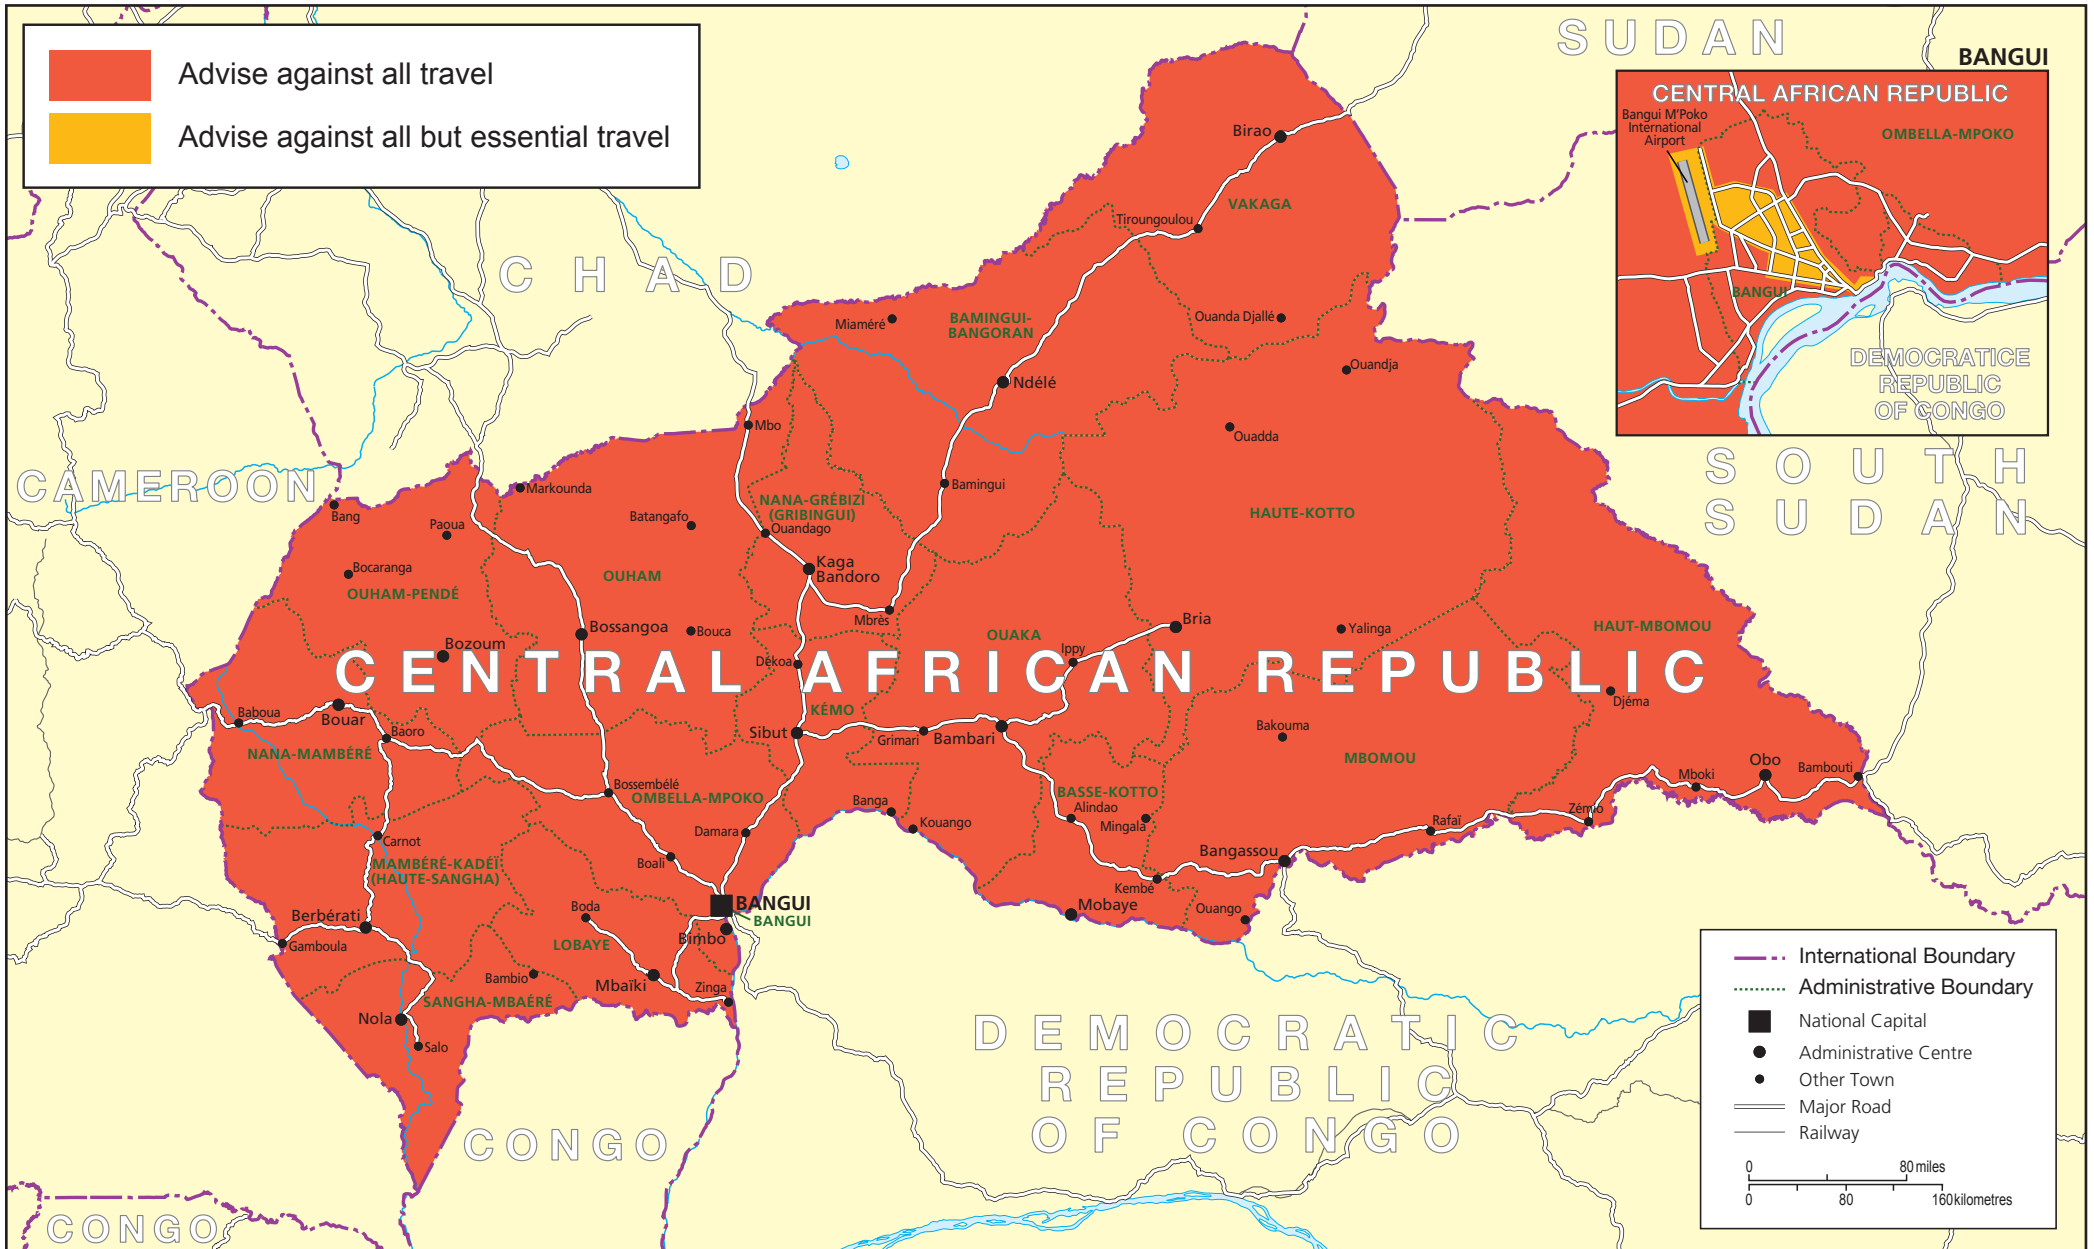 Advise against all travel
Advise against all but essential travel
SUDAN
BANGUI
CENTRAL AFRICAN REPUBLIC
Bangui M'Poko
International
Airport
OMBELLA-MPOKO
BANGUI
DEMOCRATICE
REPUBLIC
OF CONGO
CHAD
CAMEROON
SOUTH
SUDAN
Birao
VAKAGA
Tiroungoulou
Ouanda Djallé
Miaméré
BAMINGUI-
BANGORAN
Ndélé
Ouandja
Ouadda
Mbo
Markounda
Bang
Paoua
Batangafo
NANA-GRÉBIZI
(GRIBINGUI)
Ouandago
Bamingui
HAUTE-KOTTO
Bocaranga
OUHAM-PENDÉ
OUHAM
Kaga
Bandoro
Mbrès
Bozoum
Bossangoa
Bouca
Dékoa
OUAKA
Ippy
Bria
Yalinga
HAUT-MBOMOU
CENTRAL AFRICAN REPUBLIC
Djéma
Baboua
Bouar
Baoro
NANA-MAMBÉRÉ
KÉMO
Sibut
Grimari
Bambari
Bakouma
MBOMOU
Bossembélé
OMBELLA-MPOKO
Damara
Boali
Banga
Kouango
BASSE-KOTTO
Alindao
Mingala
Rafaï
Zémio
Mboki
Obo
Bambouti
Carnot
MAMBÉRÉ-KADÉÏ
(HAUTE-SANGHA)
Bangassou
Kembé
Mobaye
Ouango
Berbérati
Gamboula
Boda
LOBAYE
BANGUI
BANGUI
Bimbo
Bambio
Mbaïki
Zinga
SANGHA-MBAÉRÉ
Nola
Salo
DEMOCRATIC
REPUBLIC
OF CONGO
CONGO
CONGO
International Boundary
Administrative Boundary
National Capital
Administrative Centre
Other Town
Major Road
Railway
0 80 miles
0 80 160 kilometres